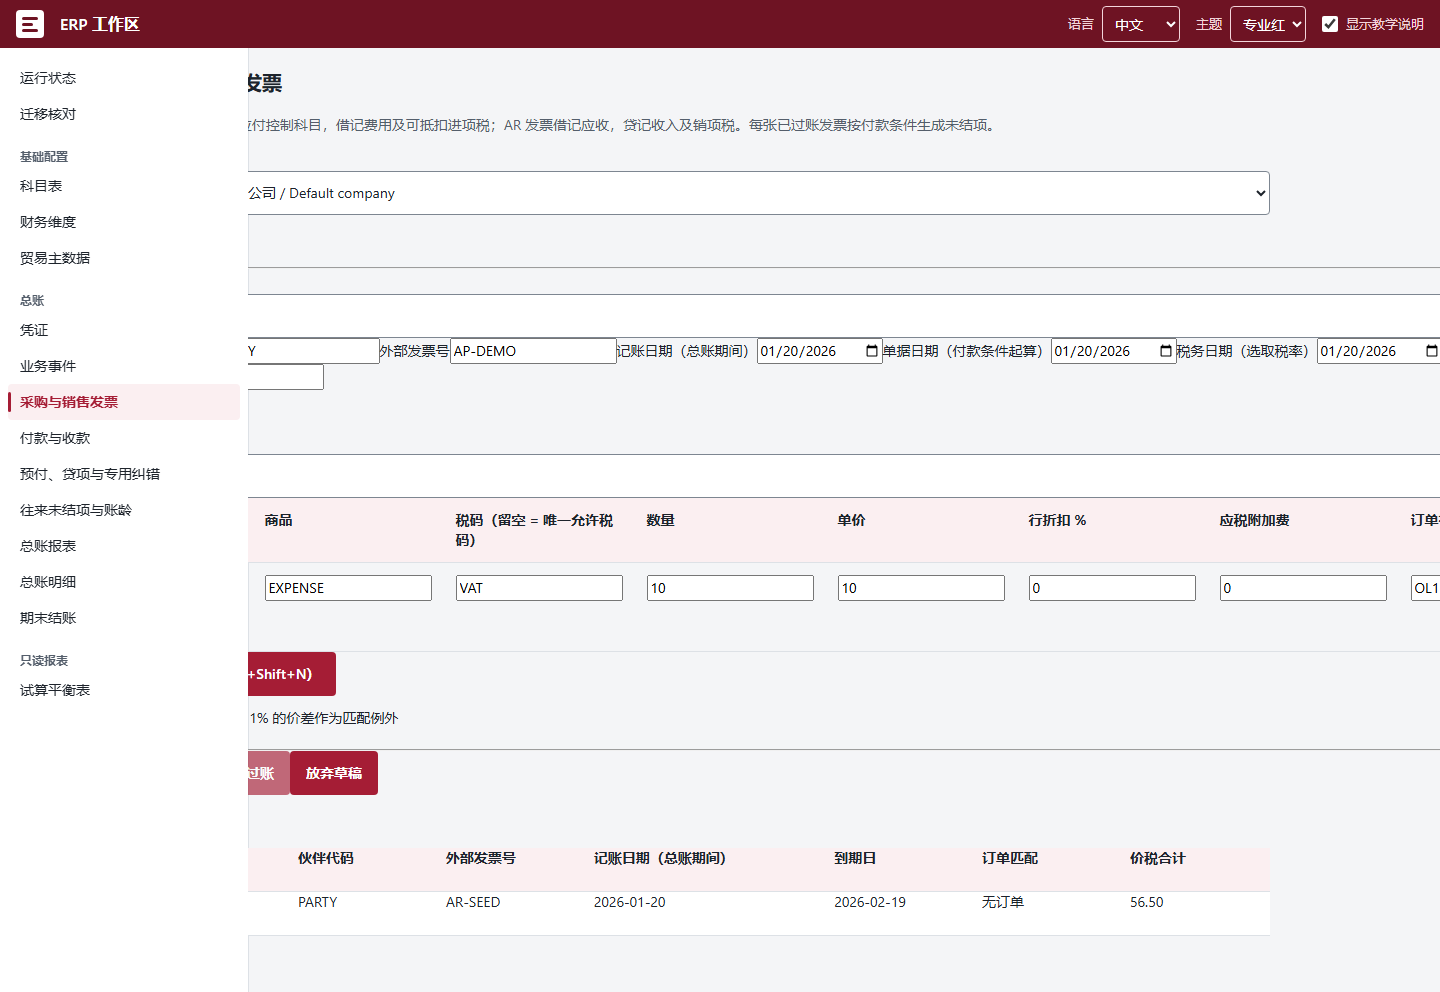 ERP 工作区
语言 中文 主题 专业红 显示教学说明
运行状态
迁移核对
基础配置
科目表
财务维度
贸易主数据
总账
凭证
业务事件
采购与销售发票
付款与收款
预付、贷项与专用纠错
往来未结项与账龄
总账报表
总账明细
期末结账
只读报表
试算平衡表
发票
应付控制科目，借记费用及可抵扣进项税；AR 发票借记应收，贷记收入及销项税。每张已过账发票按付款条件生成未结项。
公司 / Default company
Y 外部发票号 AP-DEMO 记账日期（总账期间） 01/20/2026 单据日期（付款条件起算） 01/20/2026 税务日期（选取税率） 01/20/2026
商品 税码（留空 = 唯一允许税码） 数量 单价 行折扣 % 应税附加费 订单
EXPENSE VAT 10 10 0 0 OL1
+Shift+N)
1% 的价差作为匹配例外
过账 放弃草稿
伙伴代码 外部发票号 记账日期（总账期间） 到期日 订单匹配 价税合计
PARTY AR-SEED 2026-01-20 2026-02-19 无订单 56.50